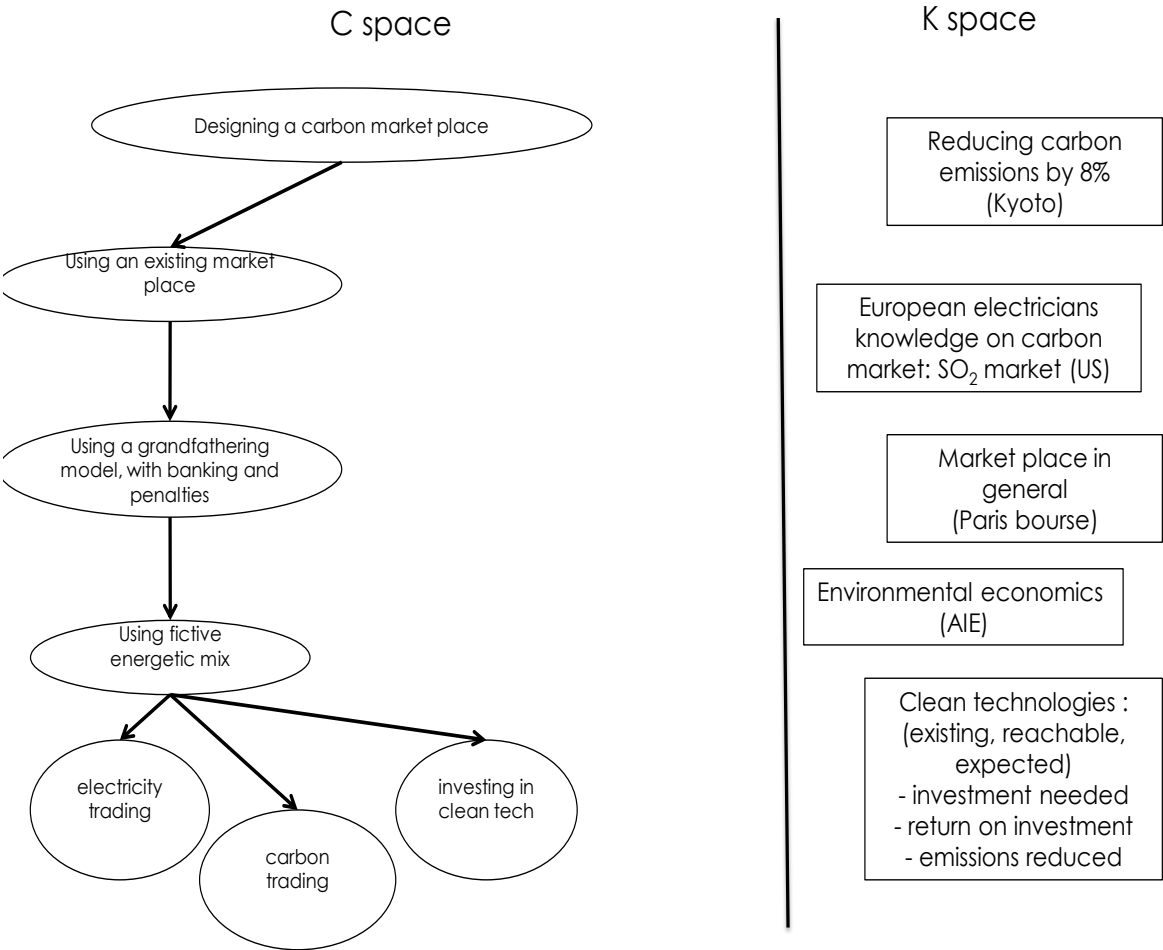 C space
K space
Designing a carbon market place
Using an existing market
place
Using a grandfathering
model, with banking and
penalties
Using fictive
energetic mix
electricity
trading
carbon
trading
investing in
clean tech
Reducing carbon
emissions by 8%
(Kyoto)
European electricians
knowledge on carbon
market: SO₂ market (US)
Market place in
general
(Paris bourse)
Environmental economics
(AIE)
Clean technologies :
(existing, reachable,
expected)
- investment needed
- return on investment
- emissions reduced